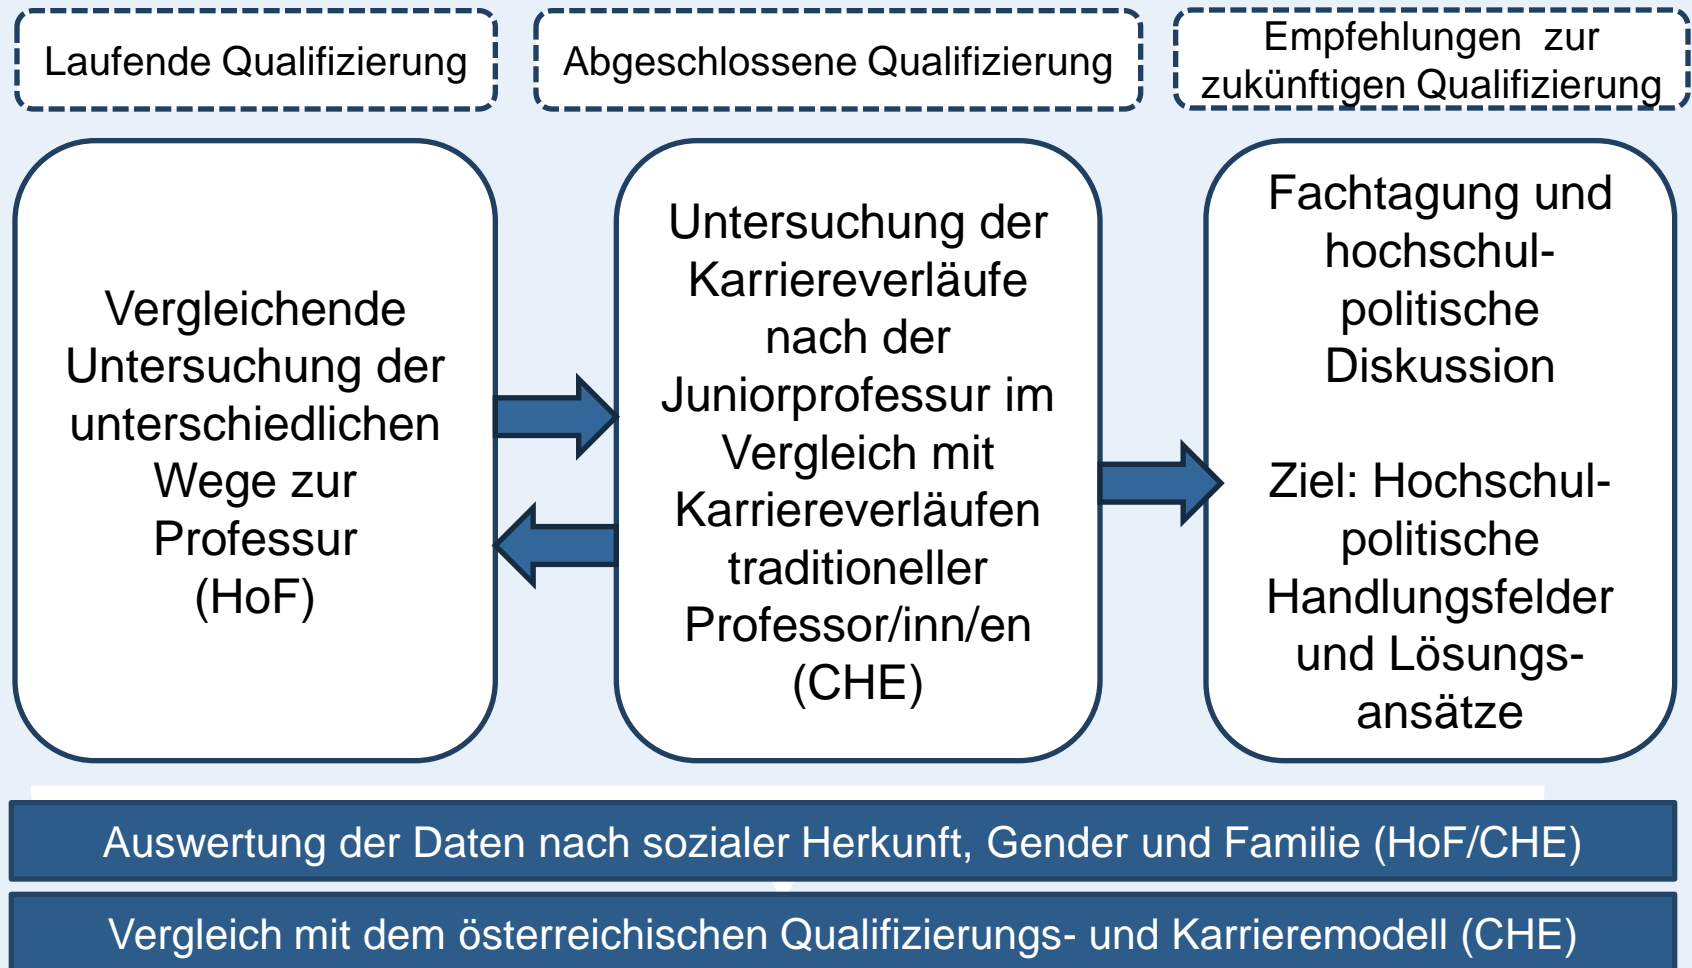 Laufende Qualifizierung
Abgeschlossene Qualifizierung
Empfehlungen zur
zukünftigen Qualifizierung
Vergleichende
Untersuchung der
unterschiedlichen
Wege zur
Professur
(HoF)
Untersuchung der
Karriereverläufe
nach der
Juniorprofessur im
Vergleich mit
Karriereverläufen
traditioneller
Professor/inn/en
(CHE)
Fachtagung und
hochschul-
politische
Diskussion
Ziel: Hochschul-
politische
Handlungsfelder
und Lösungs-
ansätze
Auswertung der Daten nach sozialer Herkunft, Gender und Familie (HoF/CHE)
Vergleich mit dem österreichischen Qualifizierungs- und Karrieremodell (CHE)